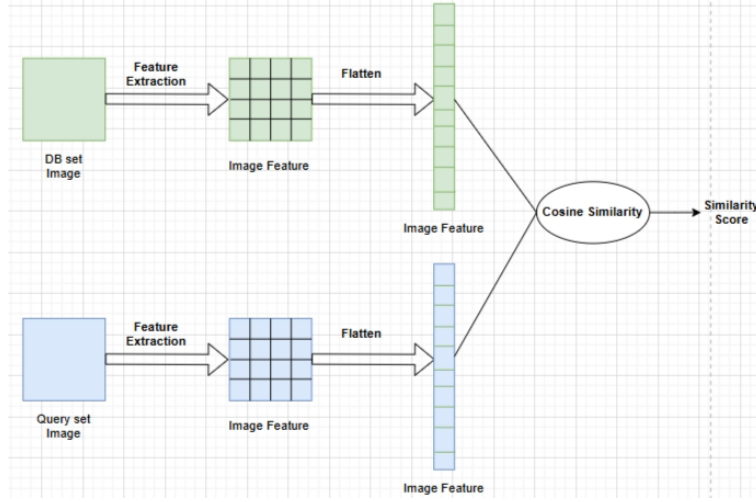 Feature
Extraction
Flatten
DB set
Image
Image Feature
Image Feature
Cosine Similarity
Similarity
Score
Feature
Extraction
Flatten
Query set
Image
Image Feature
Image Feature